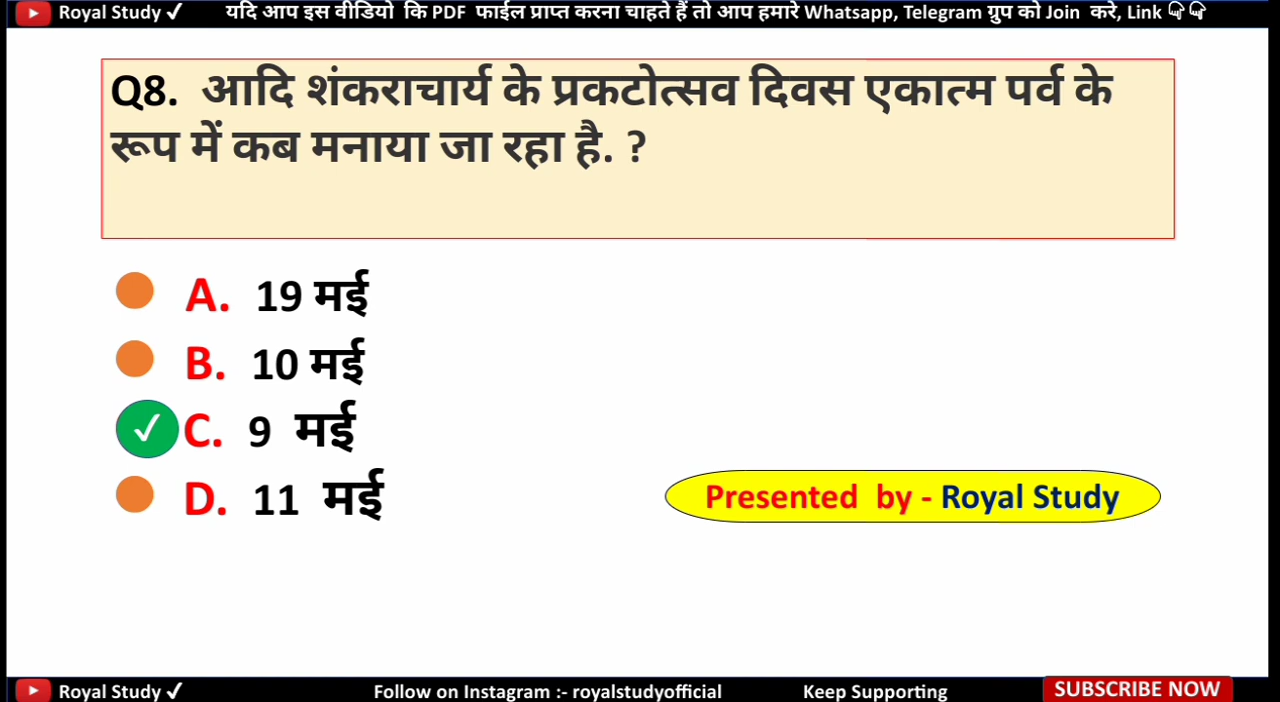 Royal Study ✓ यदि आप इस वीडियो कि PDF फाईल प्राप्त करना चाहते हैं तो आप हमारे Whatsapp, Telegram ग्रुप को Join करे, Link 👇👇
Q8. आदि शंकराचार्य के प्रकटोत्सव दिवस एकात्म पर्व के
रूप में कब मनाया जा रहा है. ?
A. 19 मई
B. 10 मई
✓ C. 9 मई
D. 11 मई
Presented by - Royal Study
Royal Study ✓ Follow on Instagram :- royalstudyofficial Keep Supporting SUBSCRIBE NOW